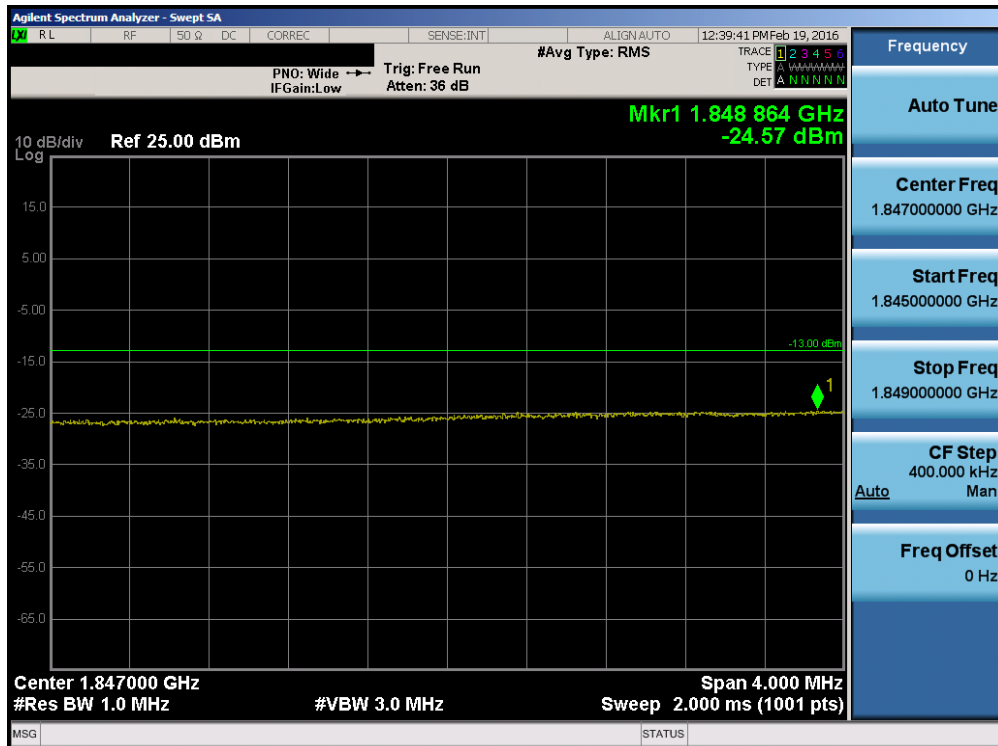 Agilent Spectrum Analyzer - Swept SA
LXI RL RF 50 Ω DC CORREC SENSE:INT ALIGN AUTO 12:39:41 PM Feb 19, 2016
#Avg Type: RMS
TRACE 1 2 3 4 5 6
TYPE A WWWWW
DET A N N N N N
PNO: Wide
IFGain:Low
Trig: Free Run
Atten: 36 dB
Mkr1 1.848 864 GHz
-24.57 dBm
10 dB/div Ref 25.00 dBm
Log
15.0
5.00
-5.00
-13.00 dBm
-15.0
1
-25.0
-35.0
-45.0
-55.0
-65.0
Center 1.847000 GHz Span 4.000 MHz
#Res BW 1.0 MHz #VBW 3.0 MHz Sweep 2.000 ms (1001 pts)
MSG STATUS
Frequency
Auto Tune
Center Freq
1.847000000 GHz
Start Freq
1.845000000 GHz
Stop Freq
1.849000000 GHz
CF Step
400.000 kHz
Auto Man
Freq Offset
0 Hz